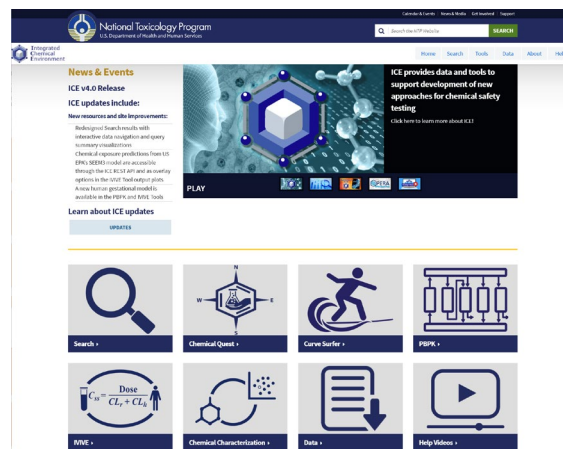 Calendar & Events News & Media Get Involved Support
National Toxicology Program
U.S. Department of Health and Human Services
Search the NTP Website
SEARCH
Integrated
Chemical
Environment
Home Search Tools Data About Hel
News & Events
ICE v4.0 Release
ICE updates include:
New resources and site improvements:
Redesigned Search results with
interactive data navigation and query
summary visualizations
Chemical exposure predictions from US
EPA's SEEM3 model are accessible
through the ICE REST API and as overlay
options in the IVIVE Tool output plots
A new human gestational model is
available in the PBPK and IVIVE Tools
Learn about ICE updates
UPDATES
ICE provides data and tools to
support development of new
approaches for chemical safety
testing
Click here to learn more about ICE!
PLAY
OPERA
N
W E
S
Search ›
Chemical Quest ›
Curve Surfer ›
PBPK ›
Css = Dose / CLr + CLh
IVIVE ›
Chemical Characterization ›
Data ›
Help Videos ›